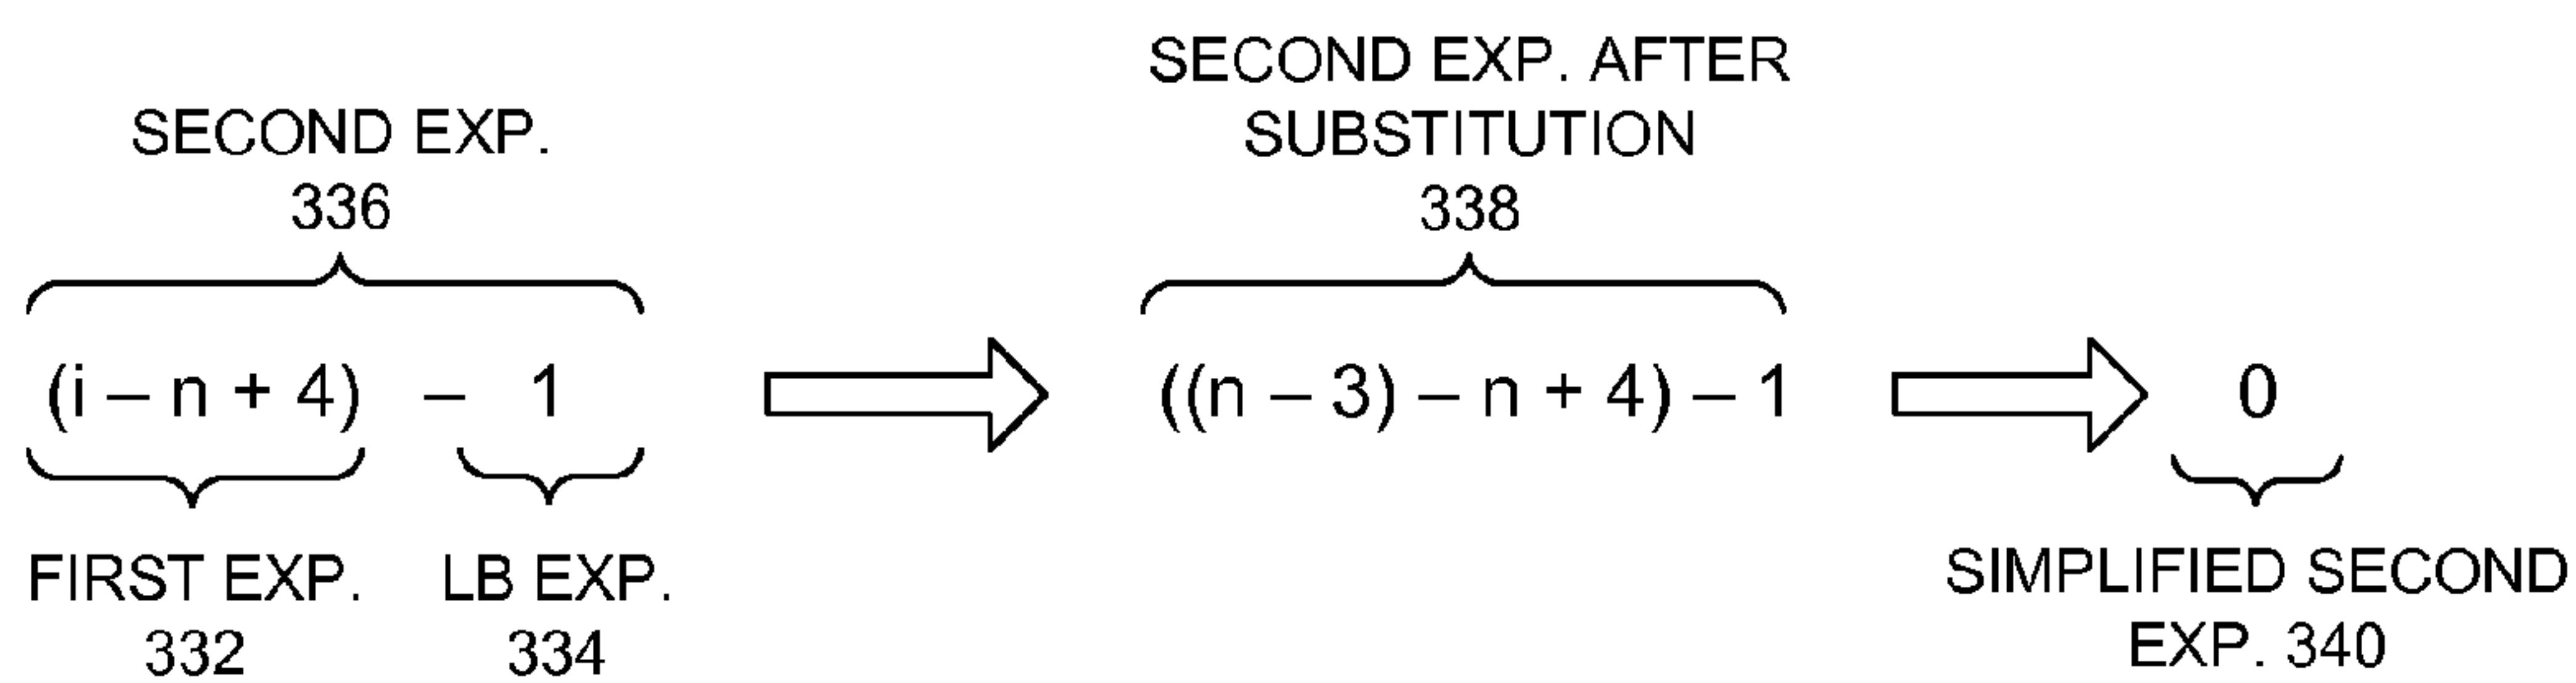 SECOND EXP.
336
(i – n + 4) – 1
FIRST EXP.
332
LB EXP.
334
SECOND EXP. AFTER
SUBSTITUTION
338
((n – 3) – n + 4) – 1
0
SIMPLIFIED SECOND
EXP. 340